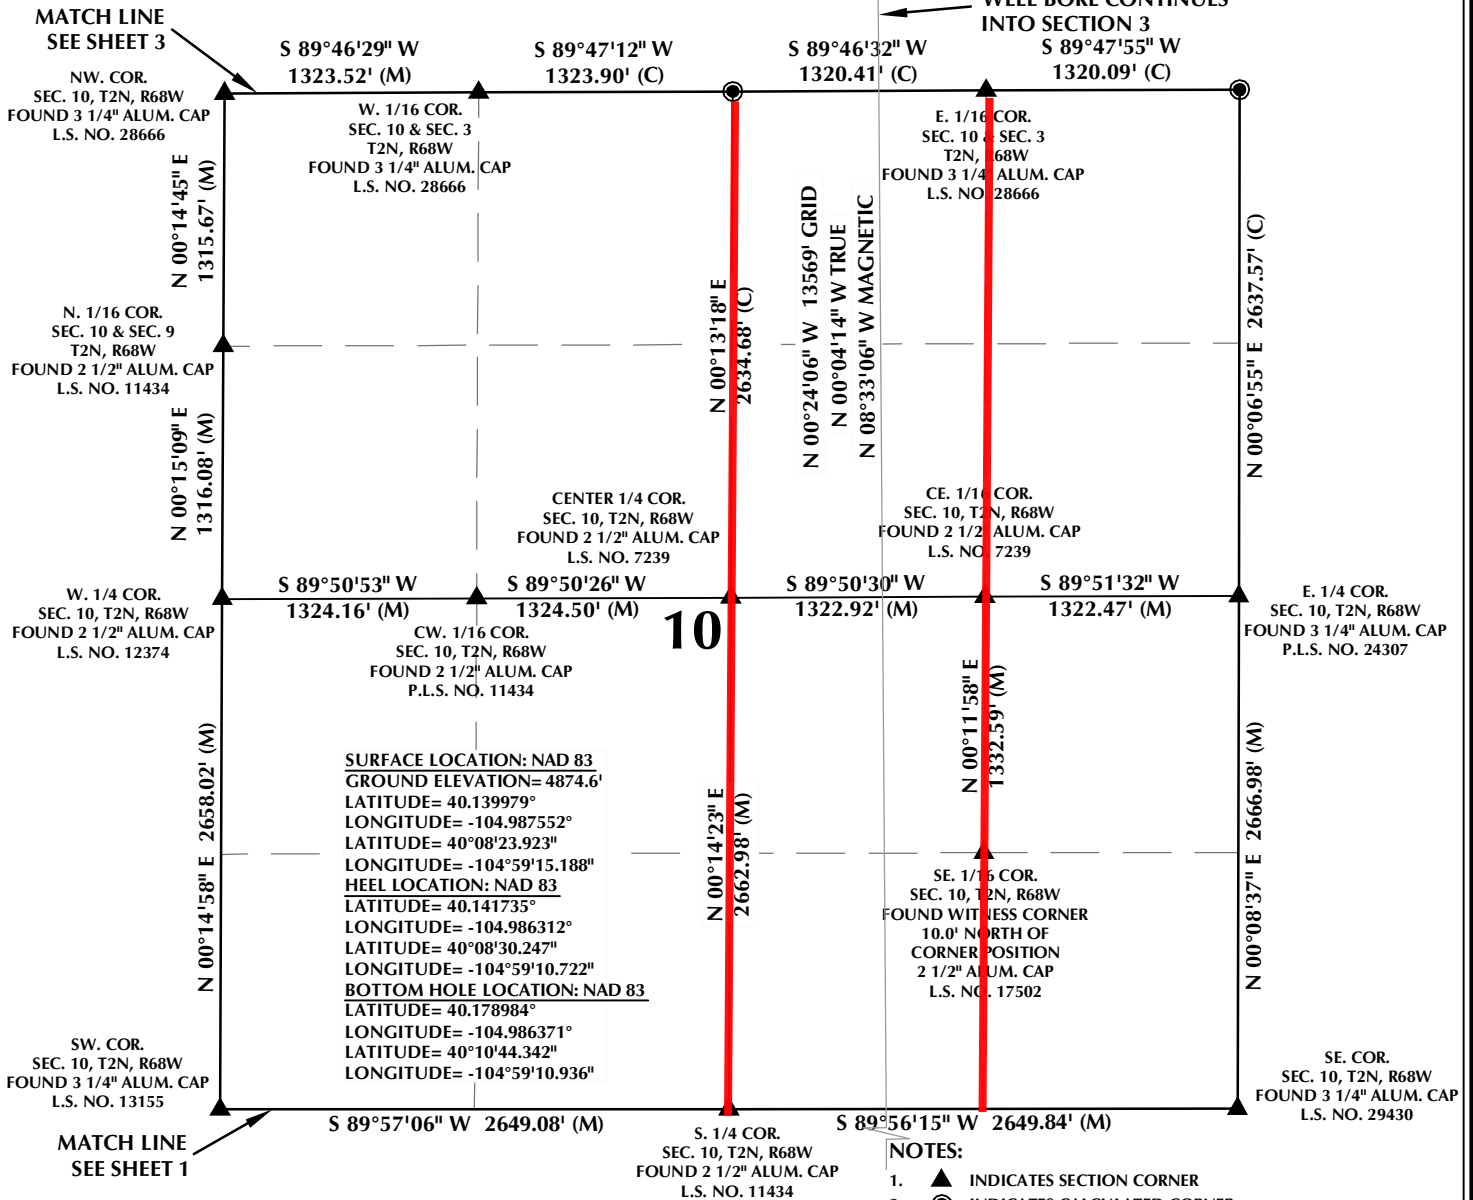 WELL BORE CONTINUES
INTO SECTION 3
MATCH LINE
SEE SHEET 3
S 89°46'29" W
1323.52' (M)
S 89°47'12" W
1323.90' (C)
S 89°46'32" W
1320.41' (C)
S 89°47'55" W
1320.09' (C)
NW. COR.
SEC. 10, T2N, R68W
FOUND 3 1/4" ALUM. CAP
L.S. NO. 28666
W. 1/16 COR.
SEC. 10 & SEC. 3
T2N, R68W
FOUND 3 1/4" ALUM. CAP
L.S. NO. 28666
E. 1/16 COR.
SEC. 10 & SEC. 3
T2N, R68W
FOUND 3 1/4" ALUM. CAP
L.S. NO. 28666
N 00°14'45" E
1315.67' (M)
N 00°24'06" W 13569' GRID
N 00°04'14" W TRUE
N 08°33'06" W MAGNETIC
N 00°06'55" E 2637.57' (C)
N 00°13'18" E
2634.68' (C)
N. 1/16 COR.
SEC. 10 & SEC. 9
T2N, R68W
FOUND 2 1/2" ALUM. CAP
L.S. NO. 11434
N 00°15'09" E
1316.08' (M)
CENTER 1/4 COR.
SEC. 10, T2N, R68W
FOUND 2 1/2" ALUM. CAP
L.S. NO. 7239
CE. 1/16 COR.
SEC. 10, T2N, R68W
FOUND 2 1/2" ALUM. CAP
L.S. NO. 7239
W. 1/4 COR.
SEC. 10, T2N, R68W
FOUND 2 1/2" ALUM. CAP
L.S. NO. 12374
S 89°50'53" W
1324.16' (M)
S 89°50'26" W
1324.50' (M)
S 89°50'30" W
1322.92' (M)
S 89°51'32" W
1322.47' (M)
E. 1/4 COR.
SEC. 10, T2N, R68W
FOUND 3 1/4" ALUM. CAP
P.L.S. NO. 24307
10
CW. 1/16 COR.
SEC. 10, T2N, R68W
FOUND 2 1/2" ALUM. CAP
P.L.S. NO. 11434
N 00°11'58" E
1332.59' (M)
N 00°14'58" E 2658.02' (M)
N 00°14'23" E
2662.98' (M)
N 00°08'37" E 2666.98' (M)
SURFACE LOCATION: NAD 83
GROUND ELEVATION= 4874.6'
LATITUDE= 40.139979°
LONGITUDE= -104.987552°
LATITUDE= 40°08'23.923"
LONGITUDE= -104°59'15.188"
HEEL LOCATION: NAD 83
LATITUDE= 40.141735°
LONGITUDE= -104.986312°
LATITUDE= 40°08'30.247"
LONGITUDE= -104°59'10.722"
BOTTOM HOLE LOCATION: NAD 83
LATITUDE= 40.178984°
LONGITUDE= -104.986371°
LATITUDE= 40°10'44.342"
LONGITUDE= -104°59'10.936"
SE. 1/16 COR.
SEC. 10, T2N, R68W
FOUND WITNESS CORNER
10.0' NORTH OF
CORNER POSITION
2 1/2" ALUM. CAP
L.S. NO. 17502
SW. COR.
SEC. 10, T2N, R68W
FOUND 3 1/4" ALUM. CAP
L.S. NO. 13155
SE. COR.
SEC. 10, T2N, R68W
FOUND 3 1/4" ALUM. CAP
L.S. NO. 29430
S 89°57'06" W 2649.08' (M)
S 89°56'15" W 2649.84' (M)
MATCH LINE
SEE SHEET 1
S. 1/4 COR.
SEC. 10, T2N, R68W
FOUND 2 1/2" ALUM. CAP
L.S. NO. 11434
NOTES:
1. INDICATES SECTION CORNER
2. INDICATES CALCULATED CORNER